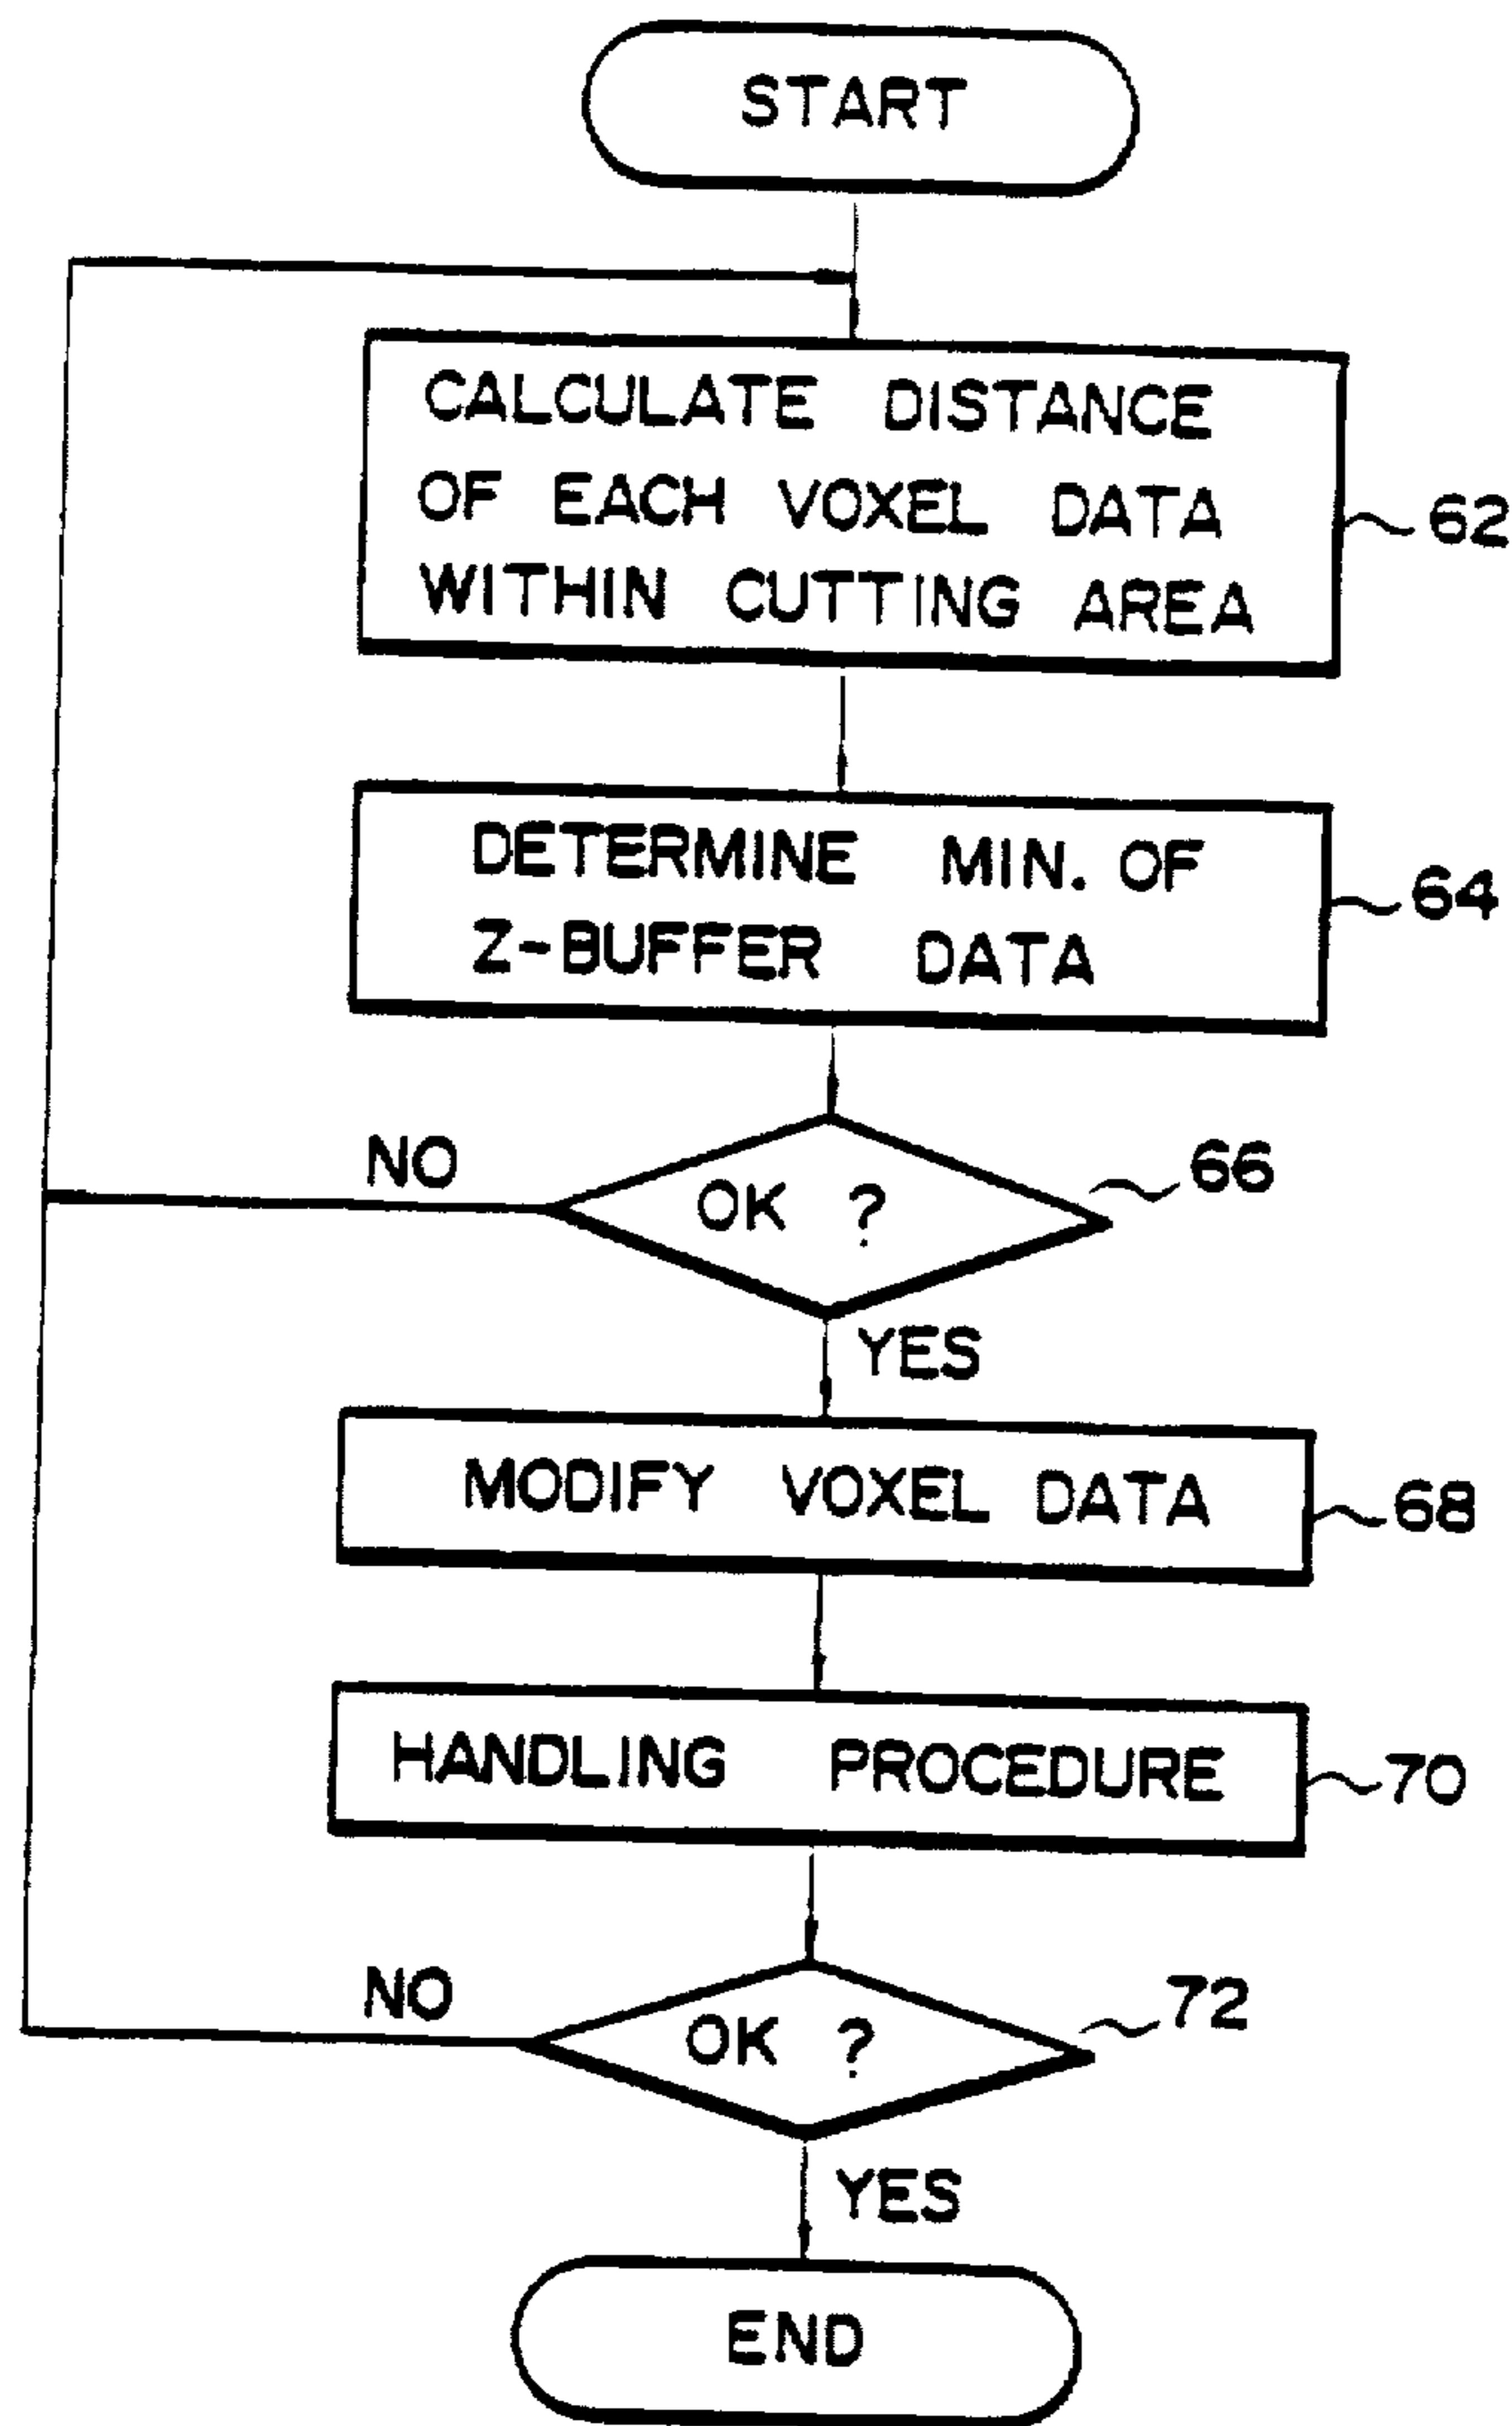 START
CALCULATE DISTANCE
OF EACH VOXEL DATA
WITHIN CUTTING AREA
62
DETERMINE MIN. OF
Z-BUFFER DATA
64
NO
OK ?
66
YES
MODIFY VOXEL DATA
68
HANDLING PROCEDURE
70
NO
OK ?
72
YES
END